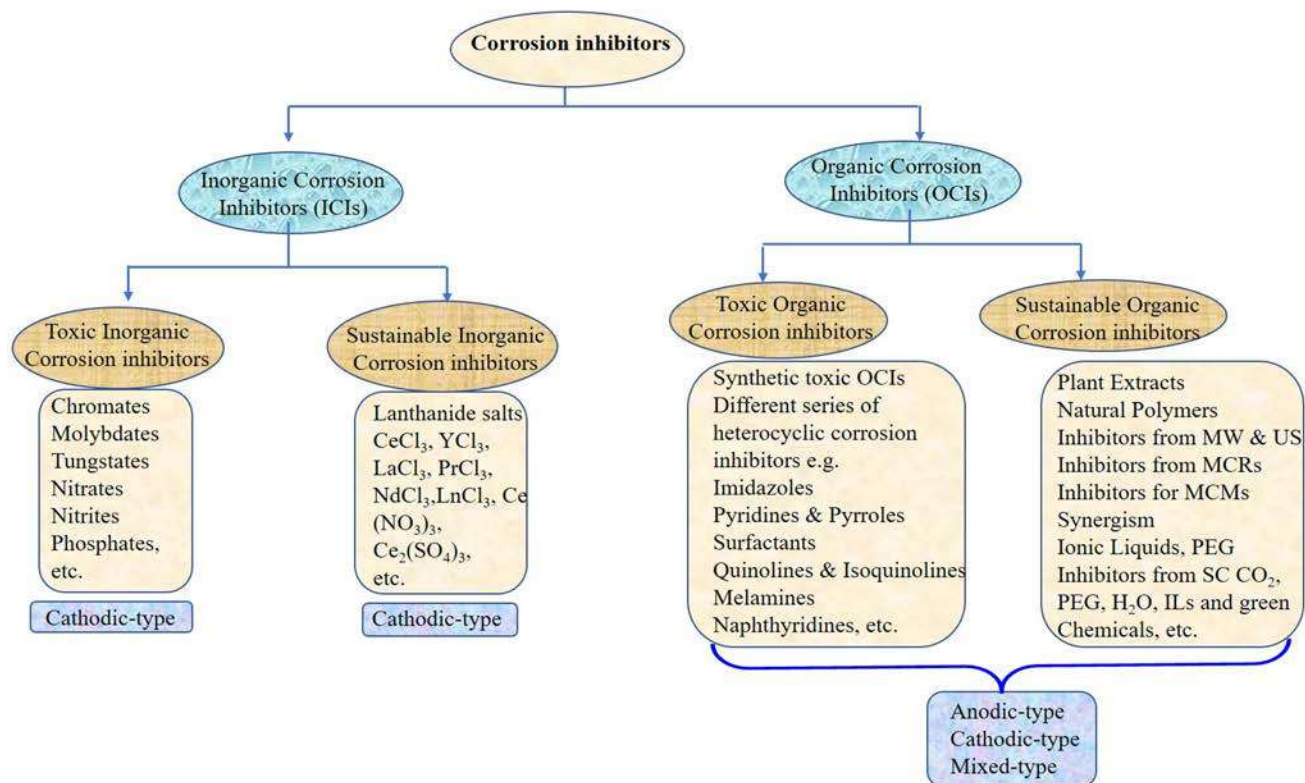 Corrosion inhibitors
Inorganic Corrosion
Inhibitors (ICIs)
Organic Corrosion
Inhibitors (OCIs)
Toxic Inorganic
Corrosion inhibitors
Sustainable Inorganic
Corrosion inhibitors
Toxic Organic
Corrosion inhibitors
Sustainable Organic
Corrosion inhibitors
Chromates
Molybdates
Tungstates
Nitrates
Nitrites
Phosphates,
etc.
Cathodic-type
Lanthanide salts
CeCl₃, YCl₃,
LaCl₃, PrCl₃,
NdCl₃,LnCl₃, Ce
(NO₃)₃,
Ce₂(SO₄)₃,
etc.
Cathodic-type
Synthetic toxic OCIs
Different series of
heterocyclic corrosion
inhibitors e.g.
Imidazoles
Pyridines & Pyrroles
Surfactants
Quinolines & Isoquinolines
Melamines
Naphthyridines, etc.
Plant Extracts
Natural Polymers
Inhibitors from MW & US
Inhibitors from MCRs
Inhibitors for MCMs
Synergism
Ionic Liquids, PEG
Inhibitors from SC CO₂,
PEG, H₂O, ILs and green
Chemicals, etc.
Anodic-type
Cathodic-type
Mixed-type